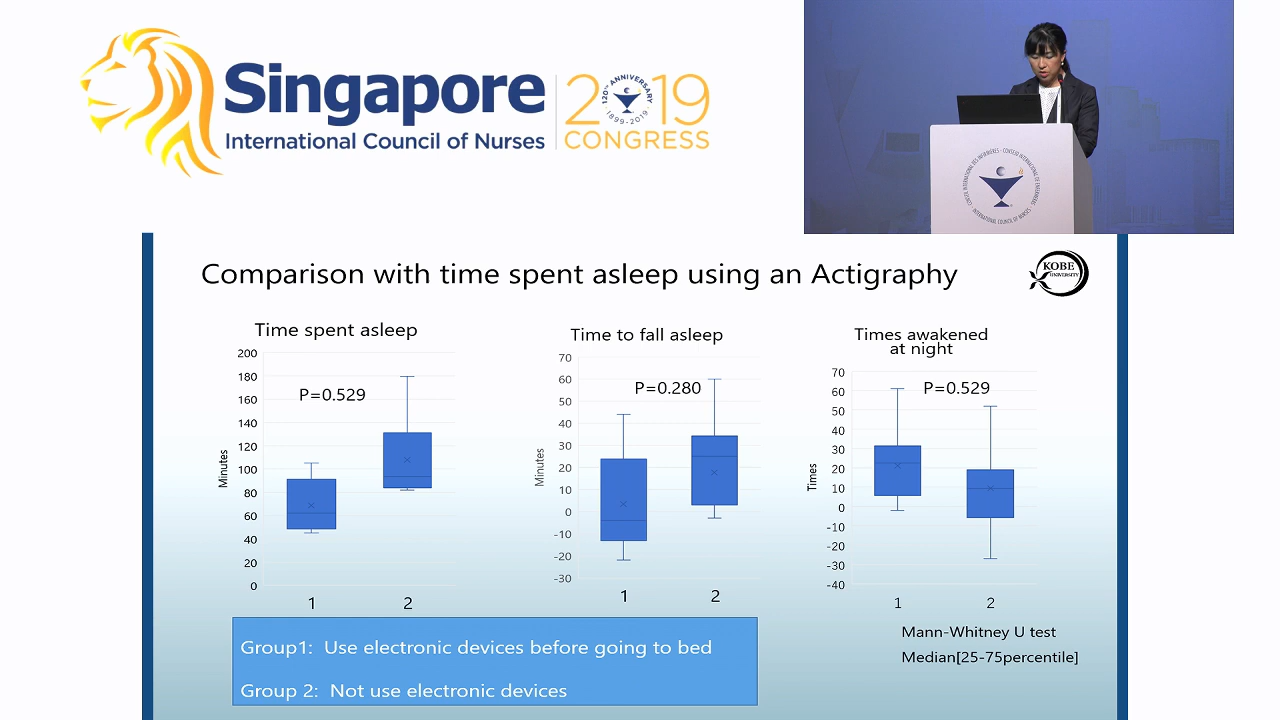 Singapore
International Council of Nurses
2019
120TH ANNIVERSARY
1899-2019
CONGRESS
INTERNATIONAL COUNCIL OF NURSES
Comparison with time spent asleep using an Actigraphy
KOBE
UNIVERSITY
Time spent asleep
Minutes
200
180
160
140
120
100
80
60
40
20
0
P=0.529
1 2
Time to fall asleep
Minutes
70
60
50
40
30
20
10
0
-10
-20
-30
P=0.280
1 2
Times awakened
at night
Times
70
60
50
40
30
20
10
0
-10
-20
-30
-40
P=0.529
1 2
Group1: Use electronic devices before going to bed
Group 2: Not use electronic devices
Mann-Whitney U test
Median[25-75percentile]